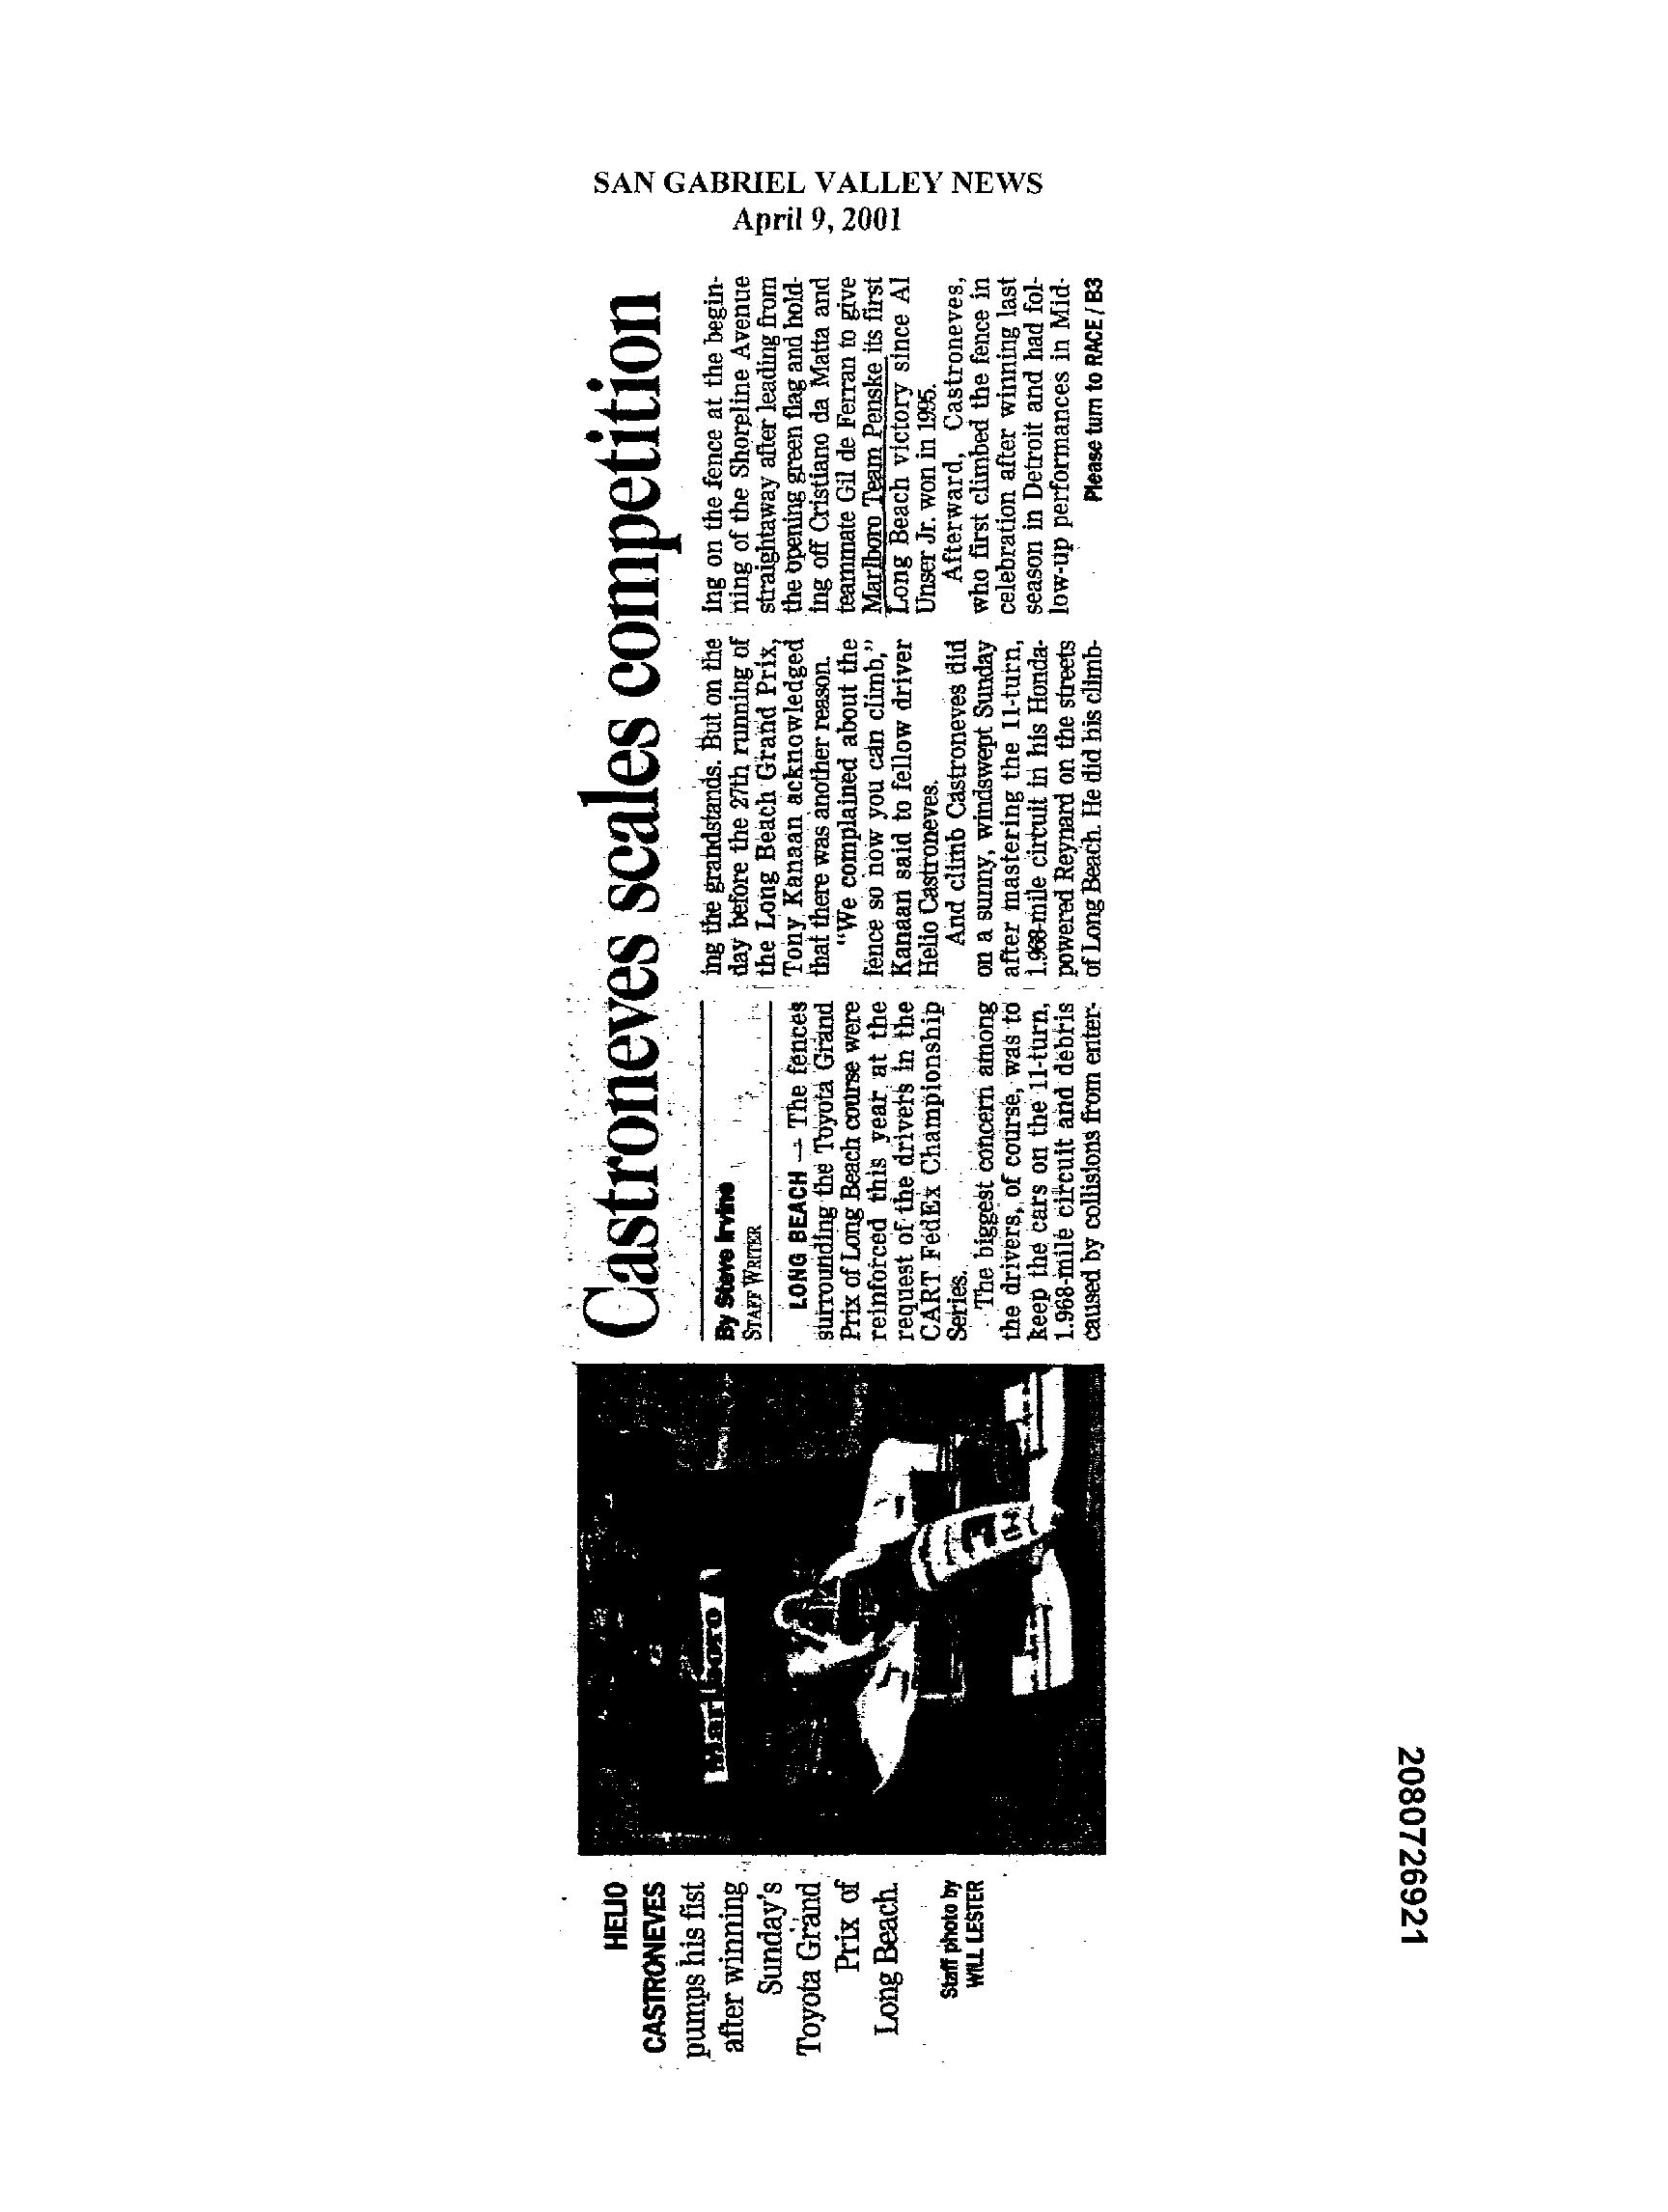 SAN GABRIEL VALLEY NEWS
April 9, 2001
Castroneves scales competition
By Steve Irvine
STAFF WRITER
LONG BEACH — The fences
surrounding the Toyota Grand
Prix of Long Beach course were
reinforced this year at the
request of the drivers in the
CART FedEx Championship
Series.
The biggest concern among
the drivers, of course, was to
keep the cars on the 11-turn,
1.968-mile circuit and debris
caused by collisions from enter-
ing the grandstands. But on the
day before the 27th running of
the Long Beach Grand Prix,
Tony Kanaan acknowledged
that there was another reason.
“We complained about the
fence so now you can climb,”
Kanaan said to fellow driver
Helio Castroneves.
And climb Castroneves did
on a sunny, windswept Sunday
after mastering the 11-turn,
1.968-mile circuit in his Honda-
powered Reynard on the streets
of Long Beach. He did his climb-
ing on the fence at the begin-
ning of the Shoreline Avenue
straightaway after leading from
the opening green flag and hold-
ing off Cristiano da Matta and
teammate Gil de Ferran to give
Marlboro Team Penske its first
Long Beach victory since Al
Unser Jr. won in 1995.
Afterward, Castroneves,
who first climbed the fence in
celebration after winning last
season in Detroit and had fol-
low-up performances in Mid-
Please turn to RACE / B3
Marlboro
HELIO
CASTRONEVES
pumps his fist
after winning
Sunday's
Toyota Grand
Prix of
Long Beach.
Staff photo by
WILL LESTER
2080726921